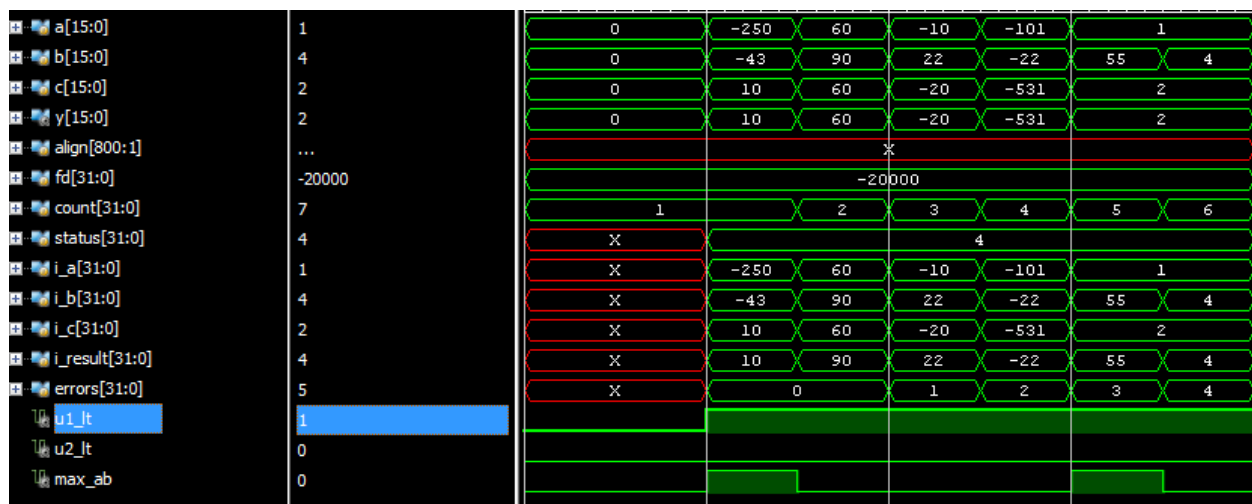 a[15:0] 1 0 -250 60 -10 -101 1
b[15:0] 4 0 -43 90 22 -22 55 4
c[15:0] 2 0 10 60 -20 -531 2
y[15:0] 2 0 10 60 -20 -531 2
align[800:1] ... X
fd[31:0] -20000 -20000
count[31:0] 7 1 2 3 4 5 6
status[31:0] 4 X 4
i_a[31:0] 1 X -250 60 -10 -101 1
i_b[31:0] 4 X -43 90 22 -22 55 4
i_c[31:0] 2 X 10 60 -20 -531 2
i_result[31:0] 4 X 10 90 22 -22 55 4
errors[31:0] 5 X 0 1 2 3 4
u1_lt 1
u2_lt 0
max_ab 0